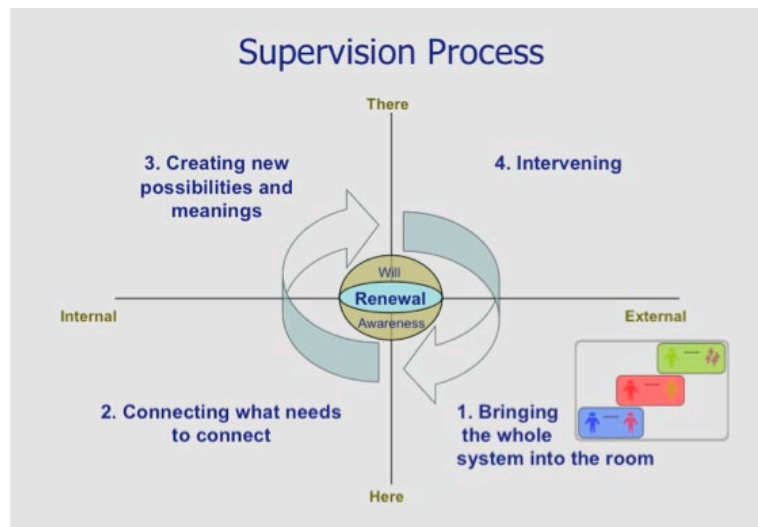 Supervision Process
There
3. Creating new
possibilities and
meanings
4. Intervening
Will
Renewal
Awareness
Internal
External
2. Connecting what needs
to connect
1. Bringing
the whole
system into the room
Here